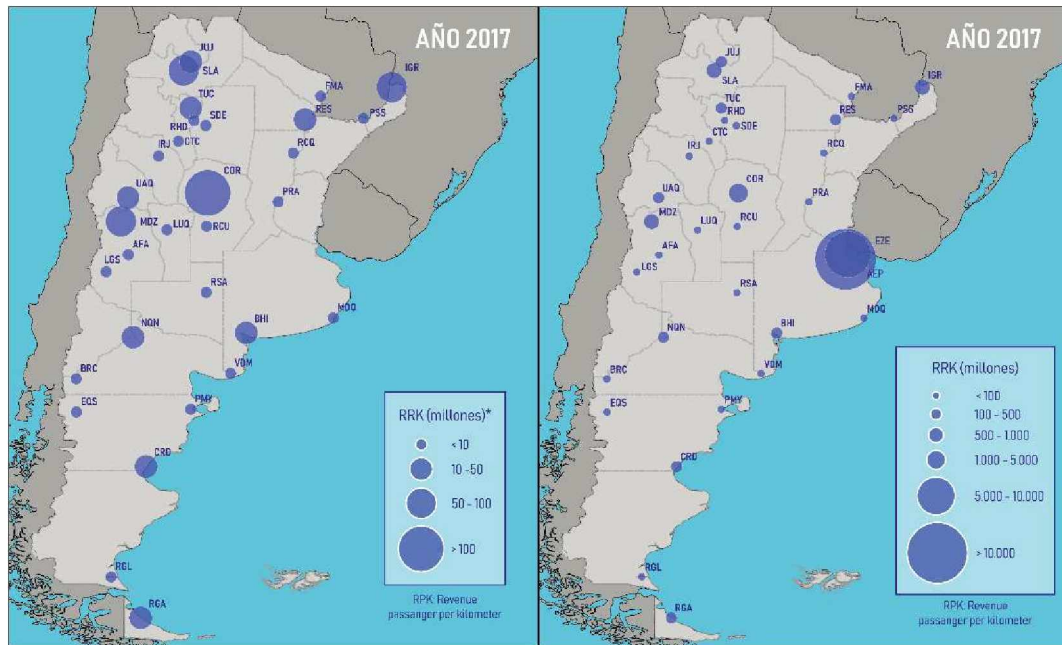 AÑO 2017
JUJ
SLA
IGR
TUC
FMA
RES
PSS
SDE
RHD
CTC
IRJ
RCQ
COR
UAQ
PRA
MDZ
LUQ
RCU
AFA
LGS
RSA
MDQ
NQN
BHI
BRC
VDM
EQS
PMY
CRD
RGL
RGA
RRK (millones)*
<10
10 -50
50 - 100
> 100
RPK: Revenue
passanger per kilometer
AÑO 2017
JUJ
SLA
IGR
TUC
FMA
RHD
RES
PSS
SDE
CTC
IRJ
RCQ
COR
UAQ
PRA
MDZ
LUQ
RCU
EZE
AFA
AEP
LGS
RSA
MDQ
NQN
BHI
BRC
VDM
EQS
PMY
CRD
RGL
RGA
RRK (millones)
<100
100 - 500
500 - 1.000
1.000 - 5.000
5.000 - 10.000
> 10.000
RPK: Revenue
passanger per kilometer